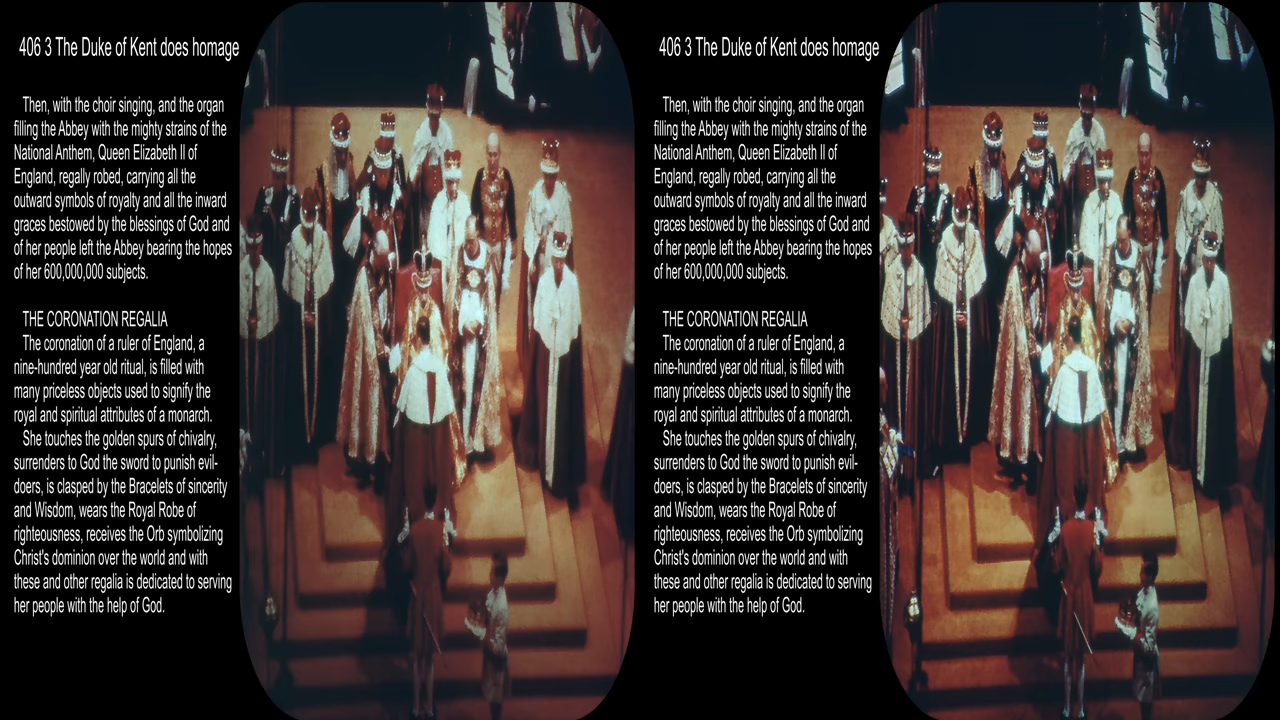 406 3 The Duke of Kent does homage
Then, with the choir singing, and the organ
filling the Abbey with the mighty strains of the
National Anthem, Queen Elizabeth II of
England, regally robed, carrying all the
outward symbols of royalty and all the inward
graces bestowed by the blessings of God and
of her people left the Abbey bearing the hopes
of her 600,000,000 subjects.
THE CORONATION REGALIA
The coronation of a ruler of England, a
nine-hundred year old ritual, is filled with
many priceless objects used to signify the
royal and spiritual attributes of a monarch.
She touches the golden spurs of chivalry,
surrenders to God the sword to punish evil-
doers, is clasped by the Bracelets of sincerity
and Wisdom, wears the Royal Robe of
righteousness, receives the Orb symbolizing
Christ's dominion over the world and with
these and other regalia is dedicated to serving
her people with the help of God.
406 3 The Duke of Kent does homage
Then, with the choir singing, and the organ
filling the Abbey with the mighty strains of the
National Anthem, Queen Elizabeth II of
England, regally robed, carrying all the
outward symbols of royalty and all the inward
graces bestowed by the blessings of God and
of her people left the Abbey bearing the hopes
of her 600,000,000 subjects.
THE CORONATION REGALIA
The coronation of a ruler of England, a
nine-hundred year old ritual, is filled with
many priceless objects used to signify the
royal and spiritual attributes of a monarch.
She touches the golden spurs of chivalry,
surrenders to God the sword to punish evil-
doers, is clasped by the Bracelets of sincerity
and Wisdom, wears the Royal Robe of
righteousness, receives the Orb symbolizing
Christ's dominion over the world and with
these and other regalia is dedicated to serving
her people with the help of God.